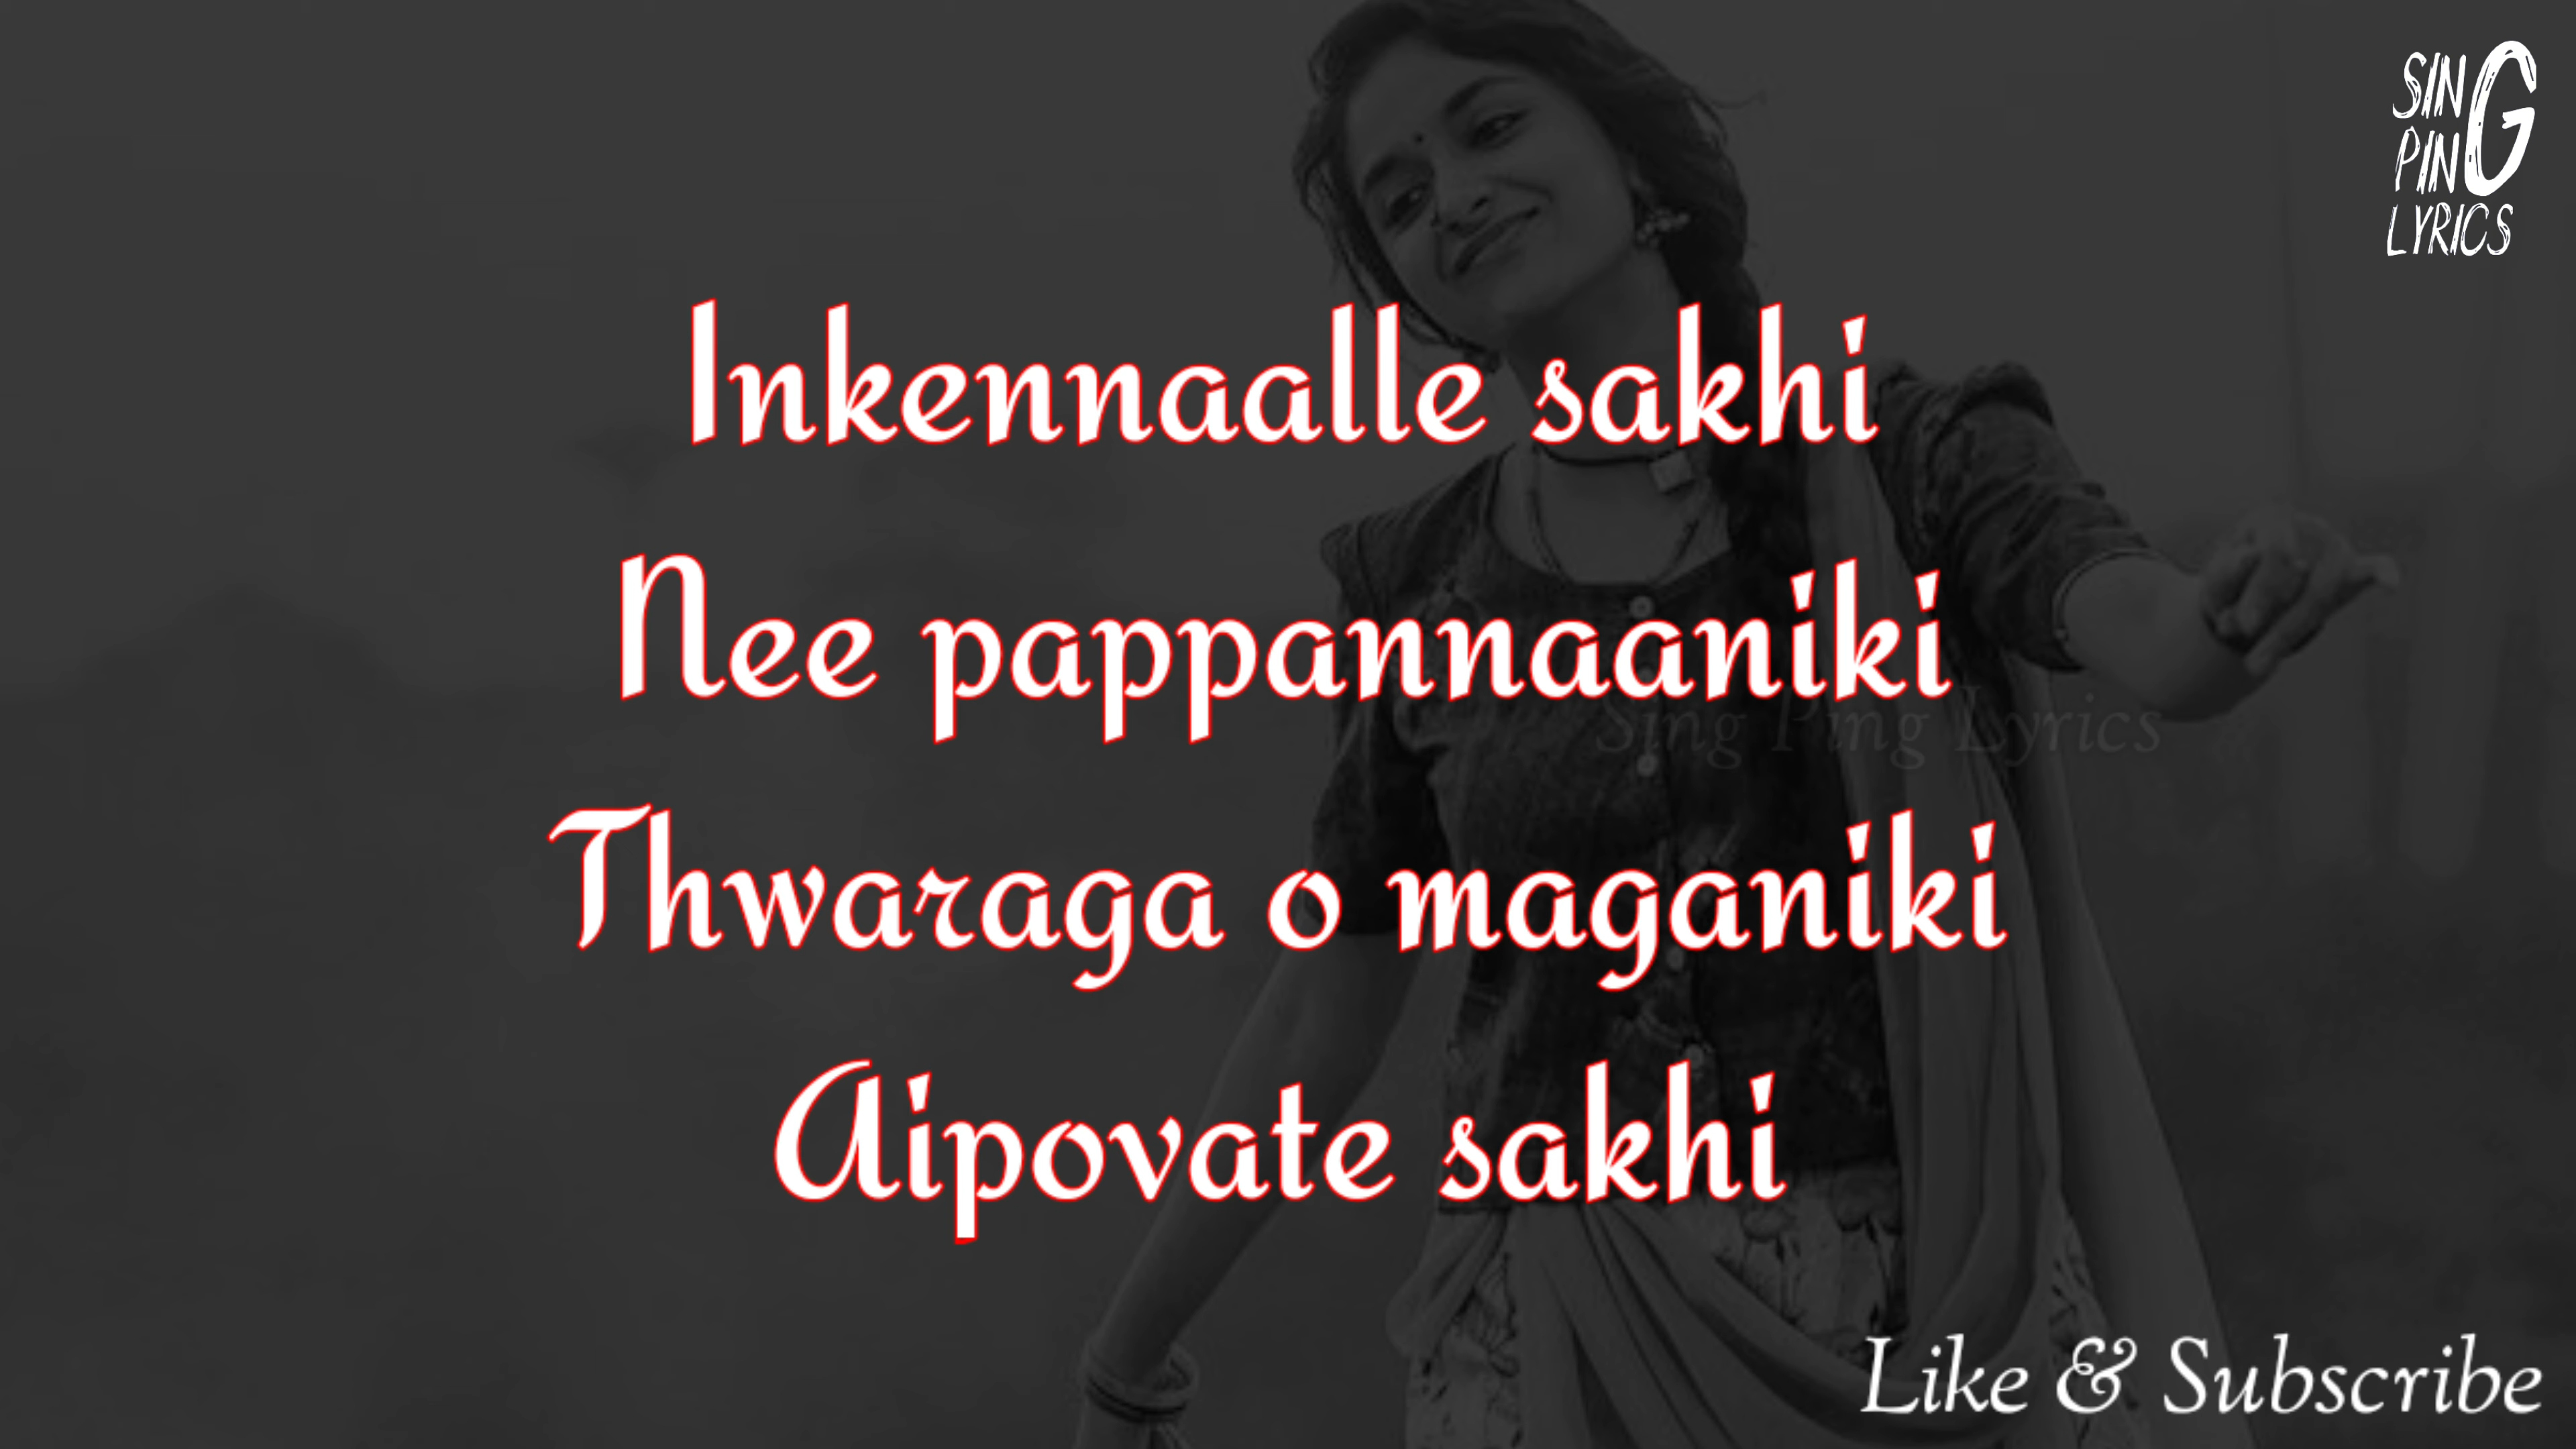 SING
PING
LYRICS
Inkennaalle sakhi
Nee pappannaaniki
Sing Ping Lyrics
Thwaraga o maganiki
Aipovate sakhi
Like & Subscribe